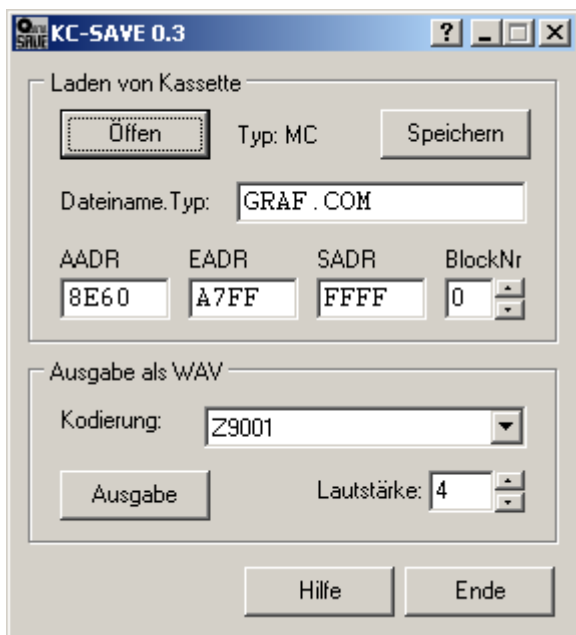 KC-SAVE 0.3
Laden von Kassette
Öffen Typ: MC Speichern
Dateiname.Typ: GRAF.COM
AADR EADR SADR BlockNr
8E60 A7FF FFFF 0
Ausgabe als WAV
Kodierung: Z9001
Ausgabe Lautstärke: 4
Hilfe Ende